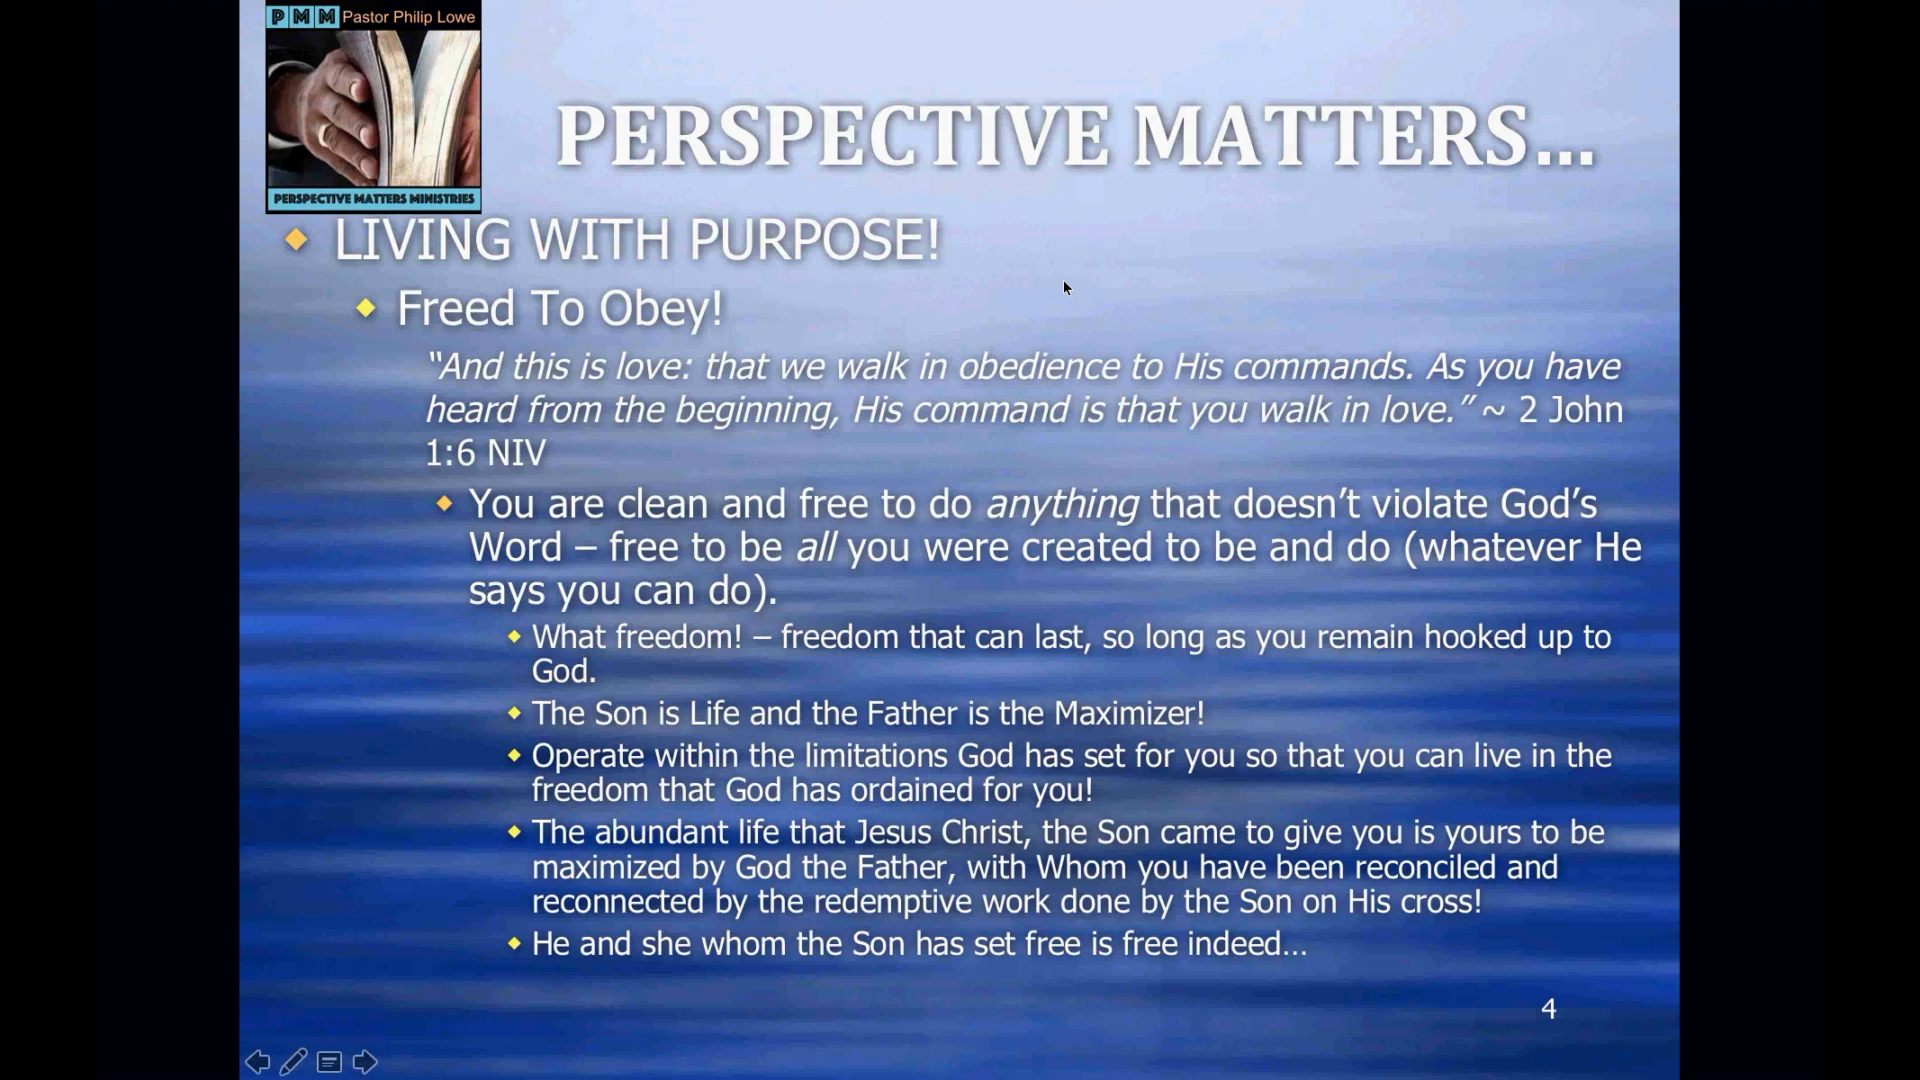 PMM Pastor Philip Lowe
PERSPECTIVE MATTERS MINISTRIES
PERSPECTIVE MATTERS...
LIVING WITH PURPOSE!
Freed To Obey!
“And this is love: that we walk in obedience to His commands. As you have
heard from the beginning, His command is that you walk in love.” ~ 2 John
1:6 NIV
You are clean and free to do anything that doesn’t violate God’s
Word – free to be all you were created to be and do (whatever He
says you can do).
What freedom! – freedom that can last, so long as you remain hooked up to
God.
The Son is Life and the Father is the Maximizer!
Operate within the limitations God has set for you so that you can live in the
freedom that God has ordained for you!
The abundant life that Jesus Christ, the Son came to give you is yours to be
maximized by God the Father, with Whom you have been reconciled and
reconnected by the redemptive work done by the Son on His cross!
He and she whom the Son has set free is free indeed...
4